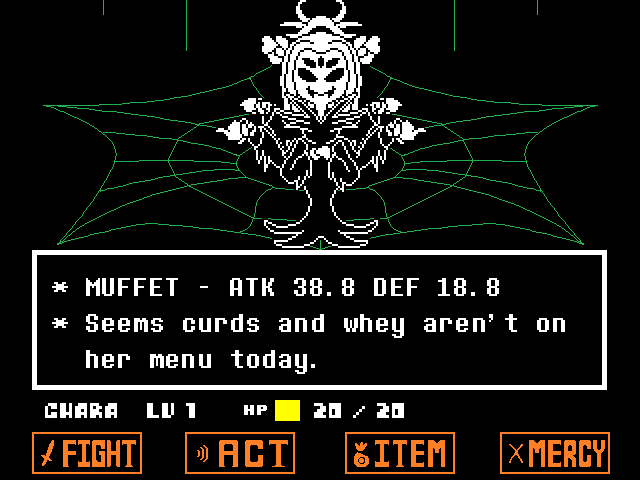 * MUFFET - ATK 38.8 DEF 18.8
* Seems curds and whey aren't on
her menu today.
CHARA LV 1 HP 20 / 20
FIGHT ACT ITEM MERCY